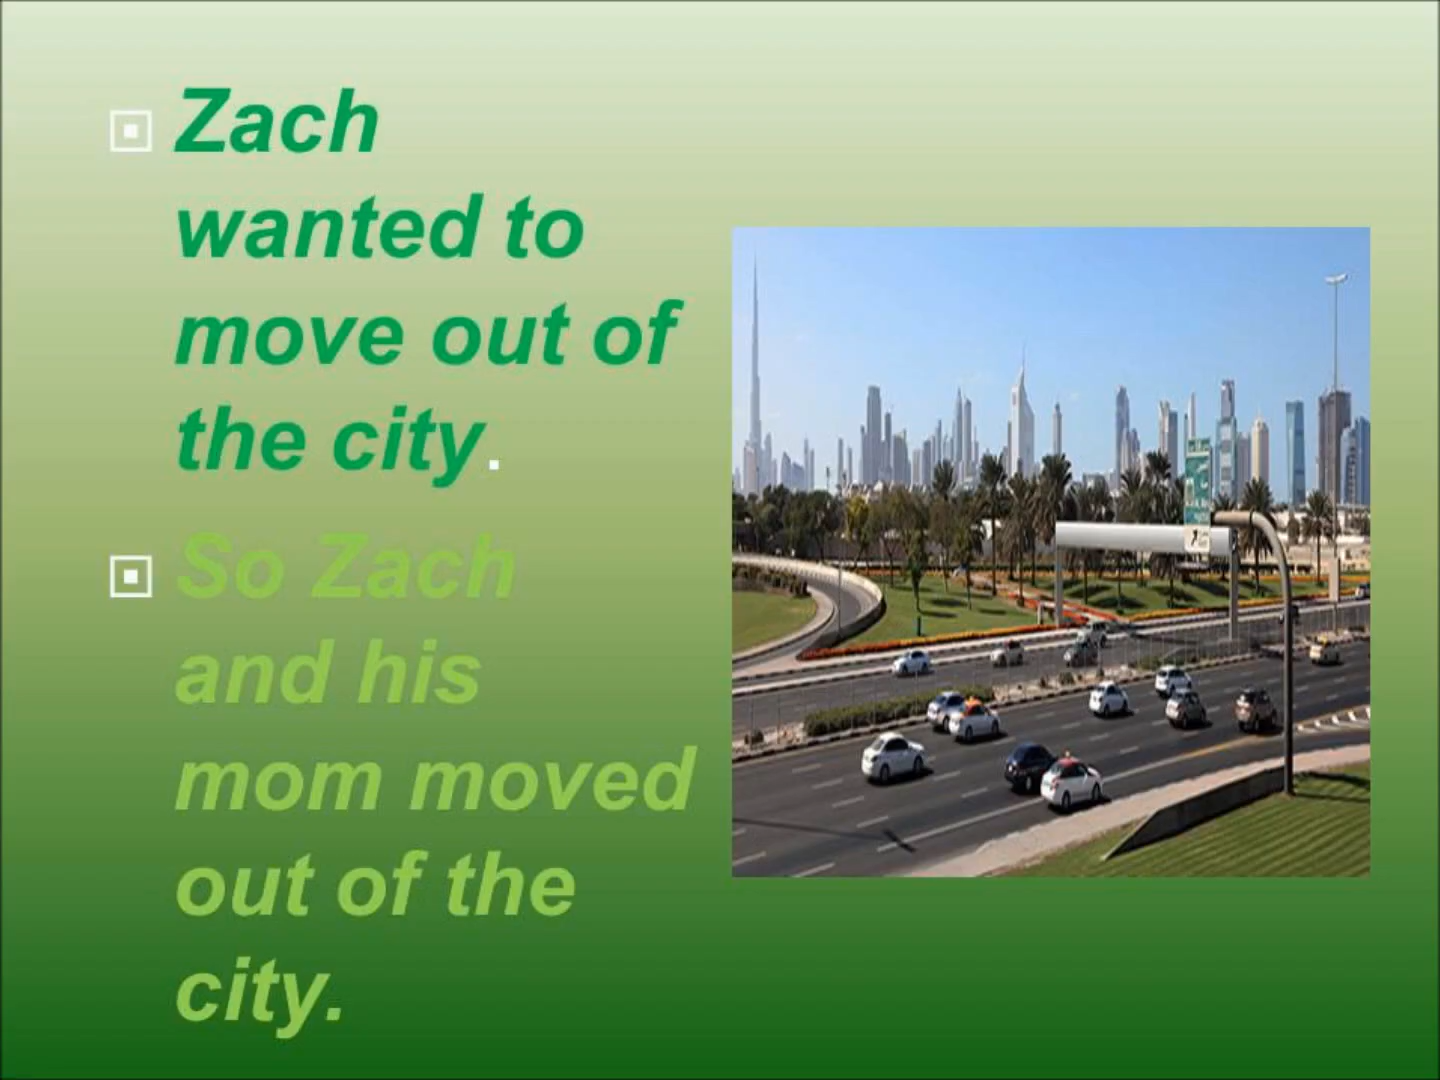 Zach
wanted to
move out of
the city.
So Zach
and his
mom moved
out of the
city.